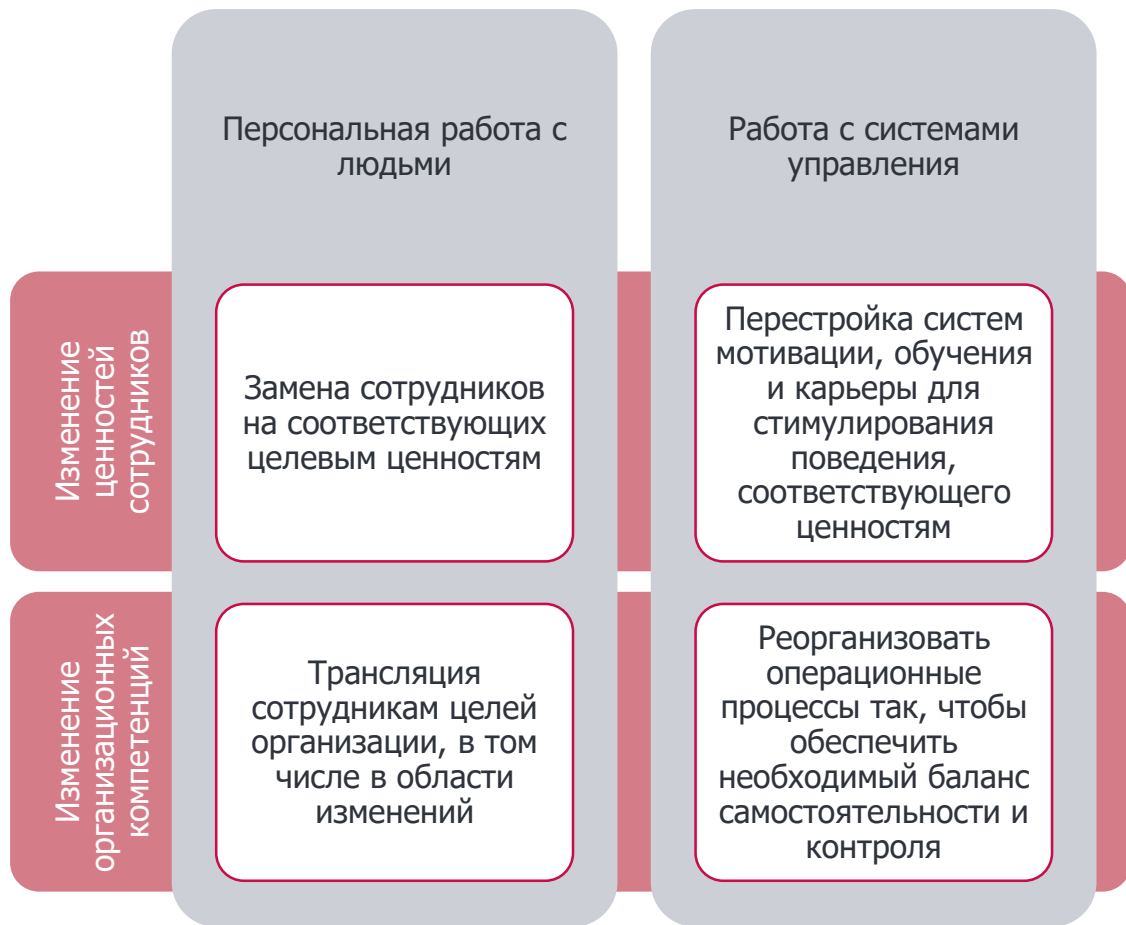 Персональная работа с
людьми
Работа с системами
управления
Изменение
ценностей
сотрудников
Замена сотрудников
на соответствующих
целевым ценностям
Перестройка систем
мотивации, обучения
и карьеры для
стимулирования
поведения,
соответствующего
ценностям
Изменение
организационных
компетенций
Трансляция
сотрудникам целей
организации, в том
числе в области
изменений
Реорганизовать
операционные
процессы так, чтобы
обеспечить
необходимый баланс
самостоятельности и
контроля